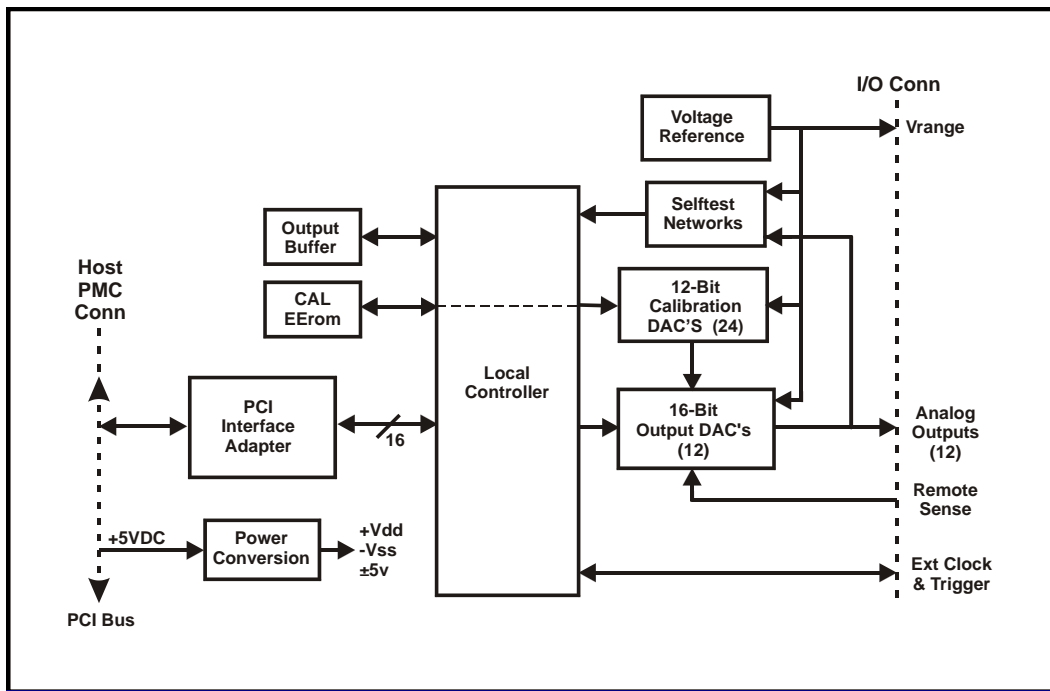 I/O Conn
Voltage
Reference
Vrange
Selftest
Networks
Output
Buffer
Host
PMC
Conn
CAL
EErom
12-Bit
Calibration
DAC'S (24)
Local
Controller
PCI
Interface
Adapter
16
16-Bit
Output DAC's
(12)
Analog
Outputs
(12)
Remote
Sense
+5VDC
Power
Conversion
+Vdd
-Vss
±5v
Ext Clock
& Trigger
PCI Bus